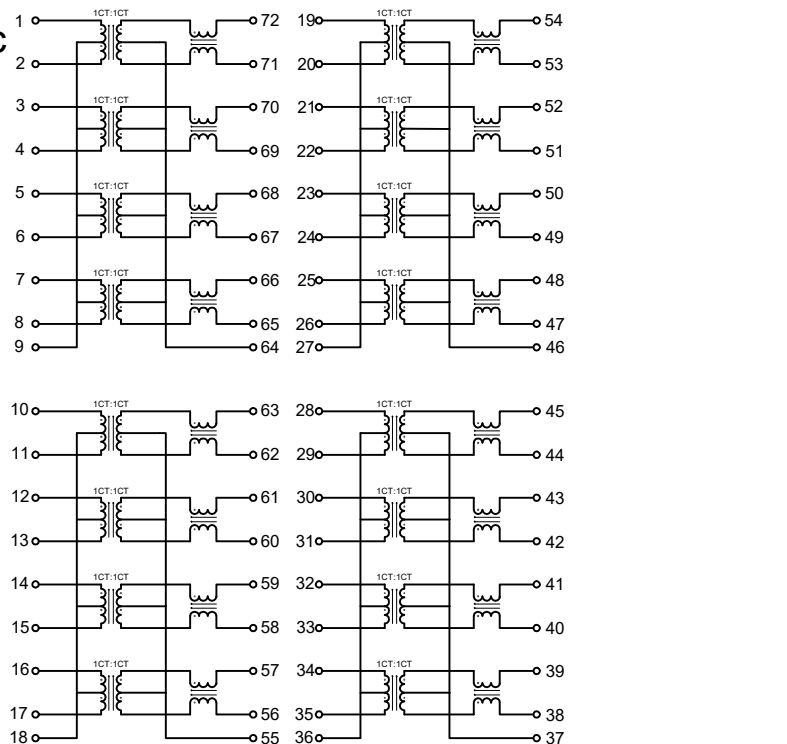 1CT:1CT 1CT:1CT
1 72 19 54
C
2 71 20 53
1CT:1CT 1CT:1CT
3 70 21 52
4 69 22 51
1CT:1CT 1CT:1CT
5 68 23 50
6 67 24 49
1CT:1CT 1CT:1CT
7 66 25 48
8 65 26 47
9 64 27 46
1CT:1CT 1CT:1CT
10 63 28 45
11 62 29 44
1CT:1CT 1CT:1CT
12 61 30 43
13 60 31 42
1CT:1CT 1CT:1CT
14 59 32 41
15 58 33 40
1CT:1CT 1CT:1CT
16 57 34 39
17 56 35 38
18 55 36 37